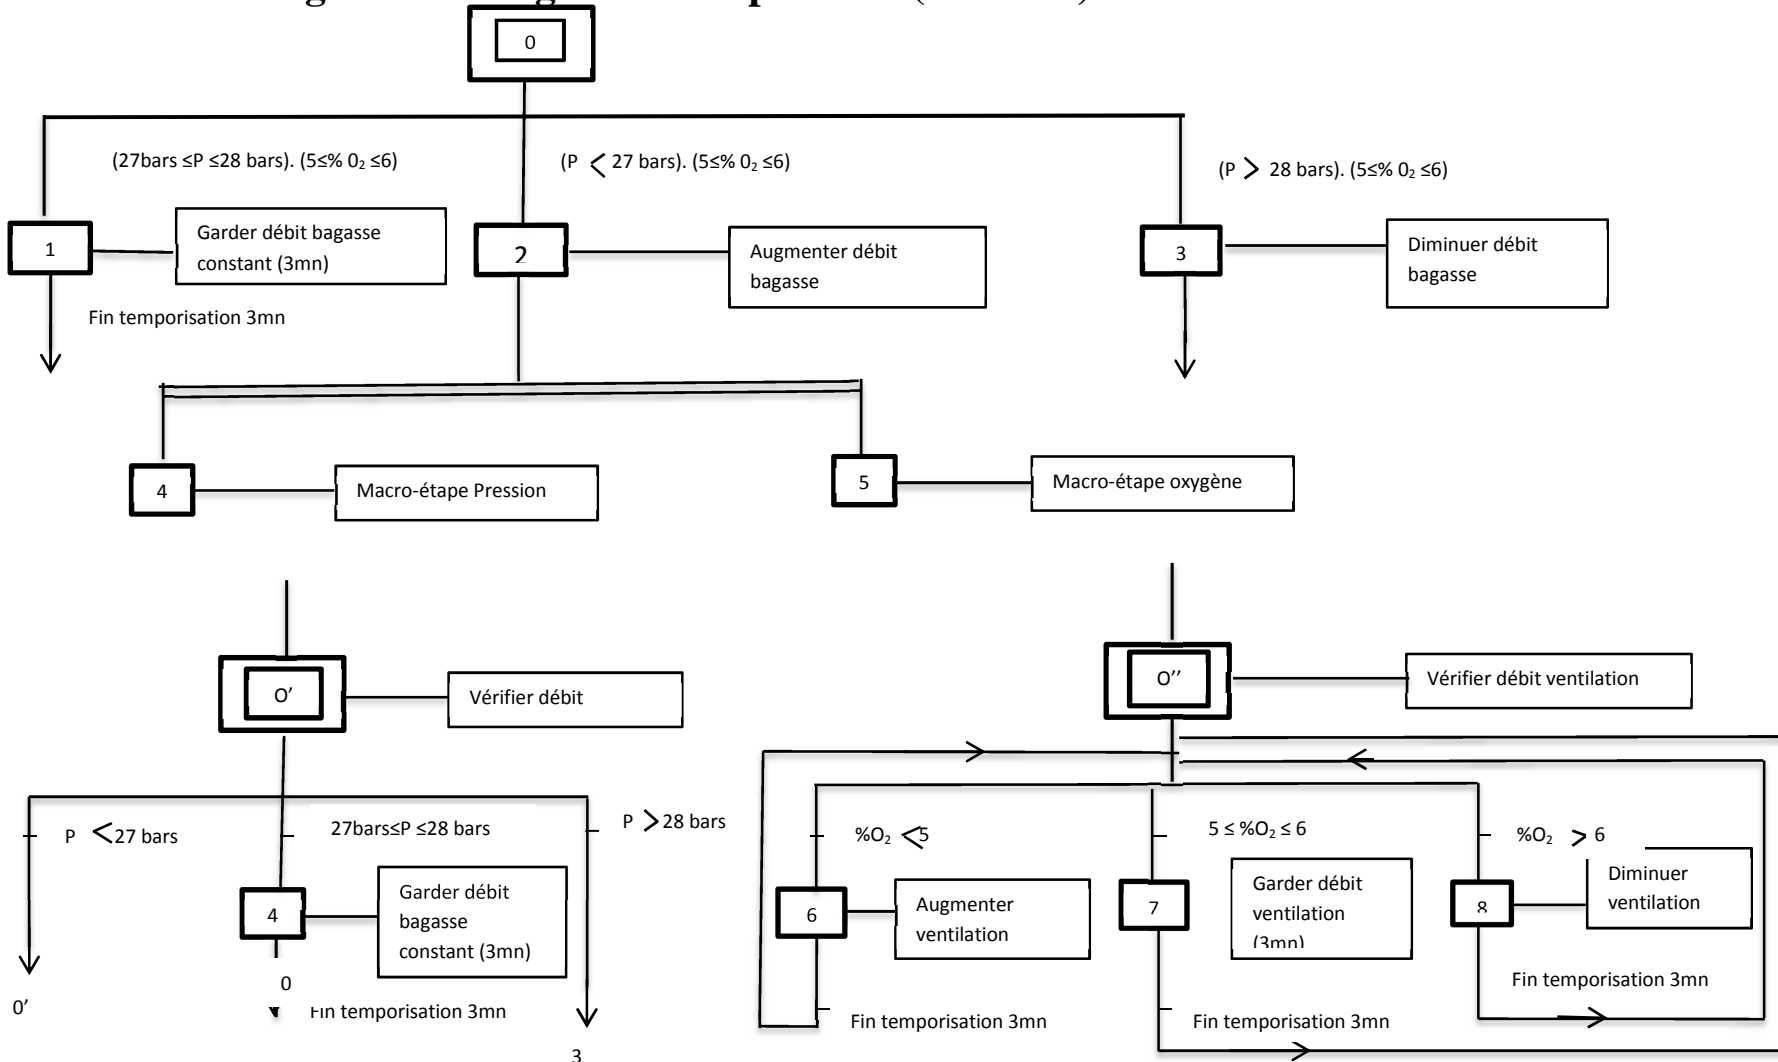 0
(27bars ≤P ≤28 bars). (5≤% 0₂ ≤6)
(P < 27 bars). (5≤% 0₂ ≤6)
(P > 28 bars). (5≤% 0₂ ≤6)
1
Garder débit bagasse
constant (3mn)
2
Augmenter débit
bagasse
3
Diminuer débit
bagasse
Fin temporisation 3mn
4
Macro-étape Pression
5
Macro-étape oxygène
O'
Vérifier débit
O''
Vérifier débit ventilation
P < 27 bars
27bars≤P ≤28 bars
P > 28 bars
%O₂ < 5
5 ≤ %O₂ ≤ 6
%O₂ > 6
4
Garder débit
bagasse
constant (3mn)
6
Augmenter
ventilation
7
Garder débit
ventilation
(3mn)
8
Diminuer
ventilation
0'
0
Fin temporisation 3mn
3
Fin temporisation 3mn
Fin temporisation 3mn
Fin temporisation 3mn